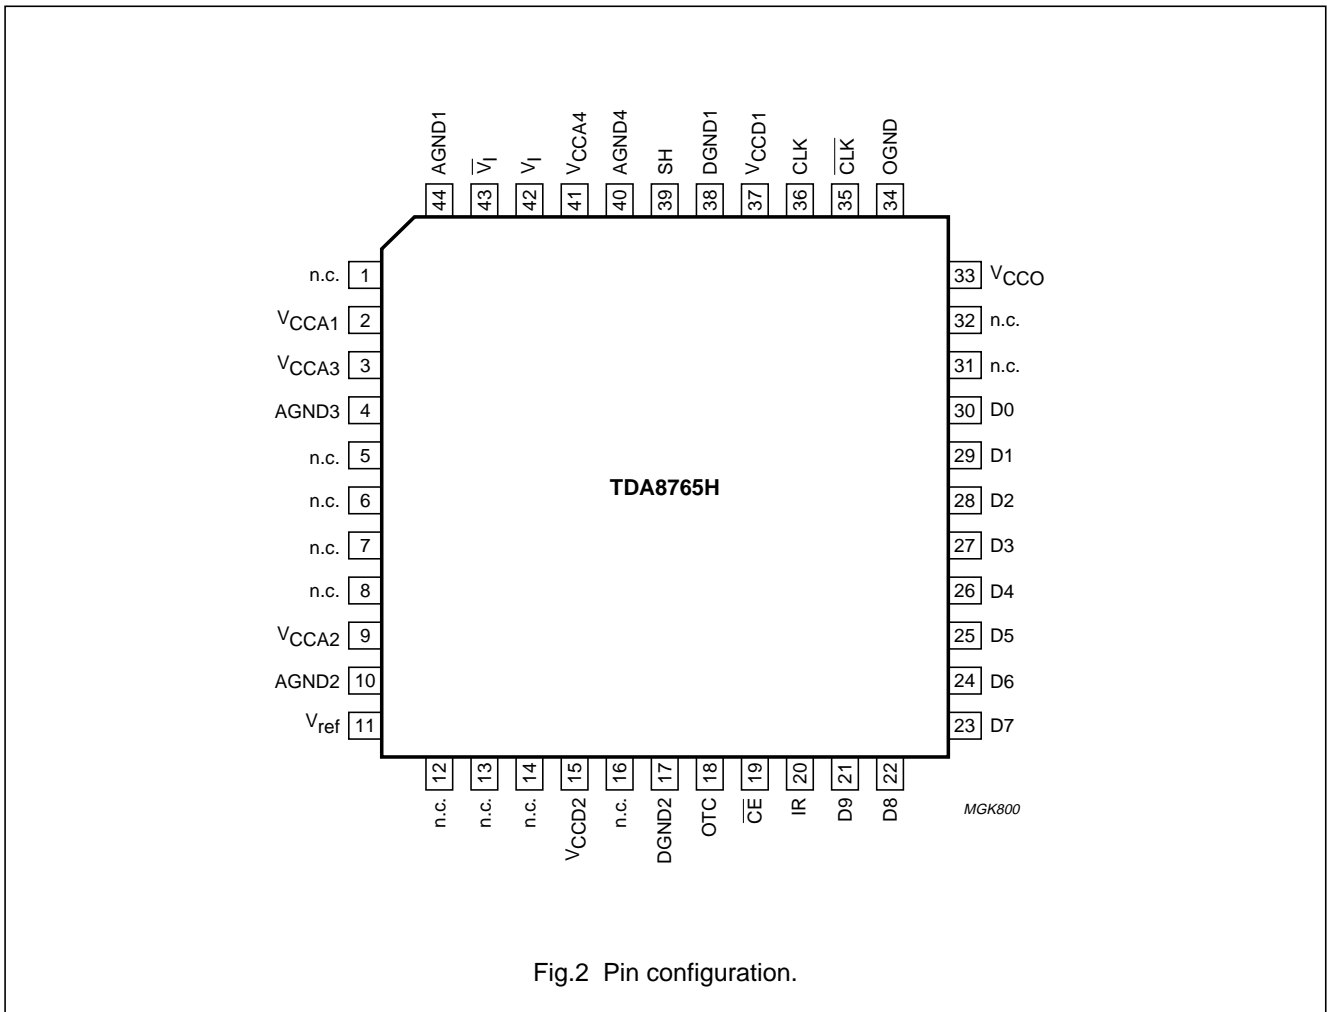 AGND1
V̅I
VI
VCCA4
AGND4
SH
DGND1
VCCD1
CLK
C̅L̅K̅
OGND
44
43
42
41
40
39
38
37
36
35
34
n.c. 1
VCCA1 2
VCCA3 3
AGND3 4
n.c. 5
n.c. 6
n.c. 7
n.c. 8
VCCA2 9
AGND2 10
Vref 11
TDA8765H
33 VCCO
32 n.c.
31 n.c.
30 D0
29 D1
28 D2
27 D3
26 D4
25 D5
24 D6
23 D7
12
13
14
15
16
17
18
19
20
21
22
n.c.
n.c.
n.c.
VCCD2
n.c.
DGND2
OTC
C̅E̅
IR
D9
D8
MGK800
Fig.2 Pin configuration.